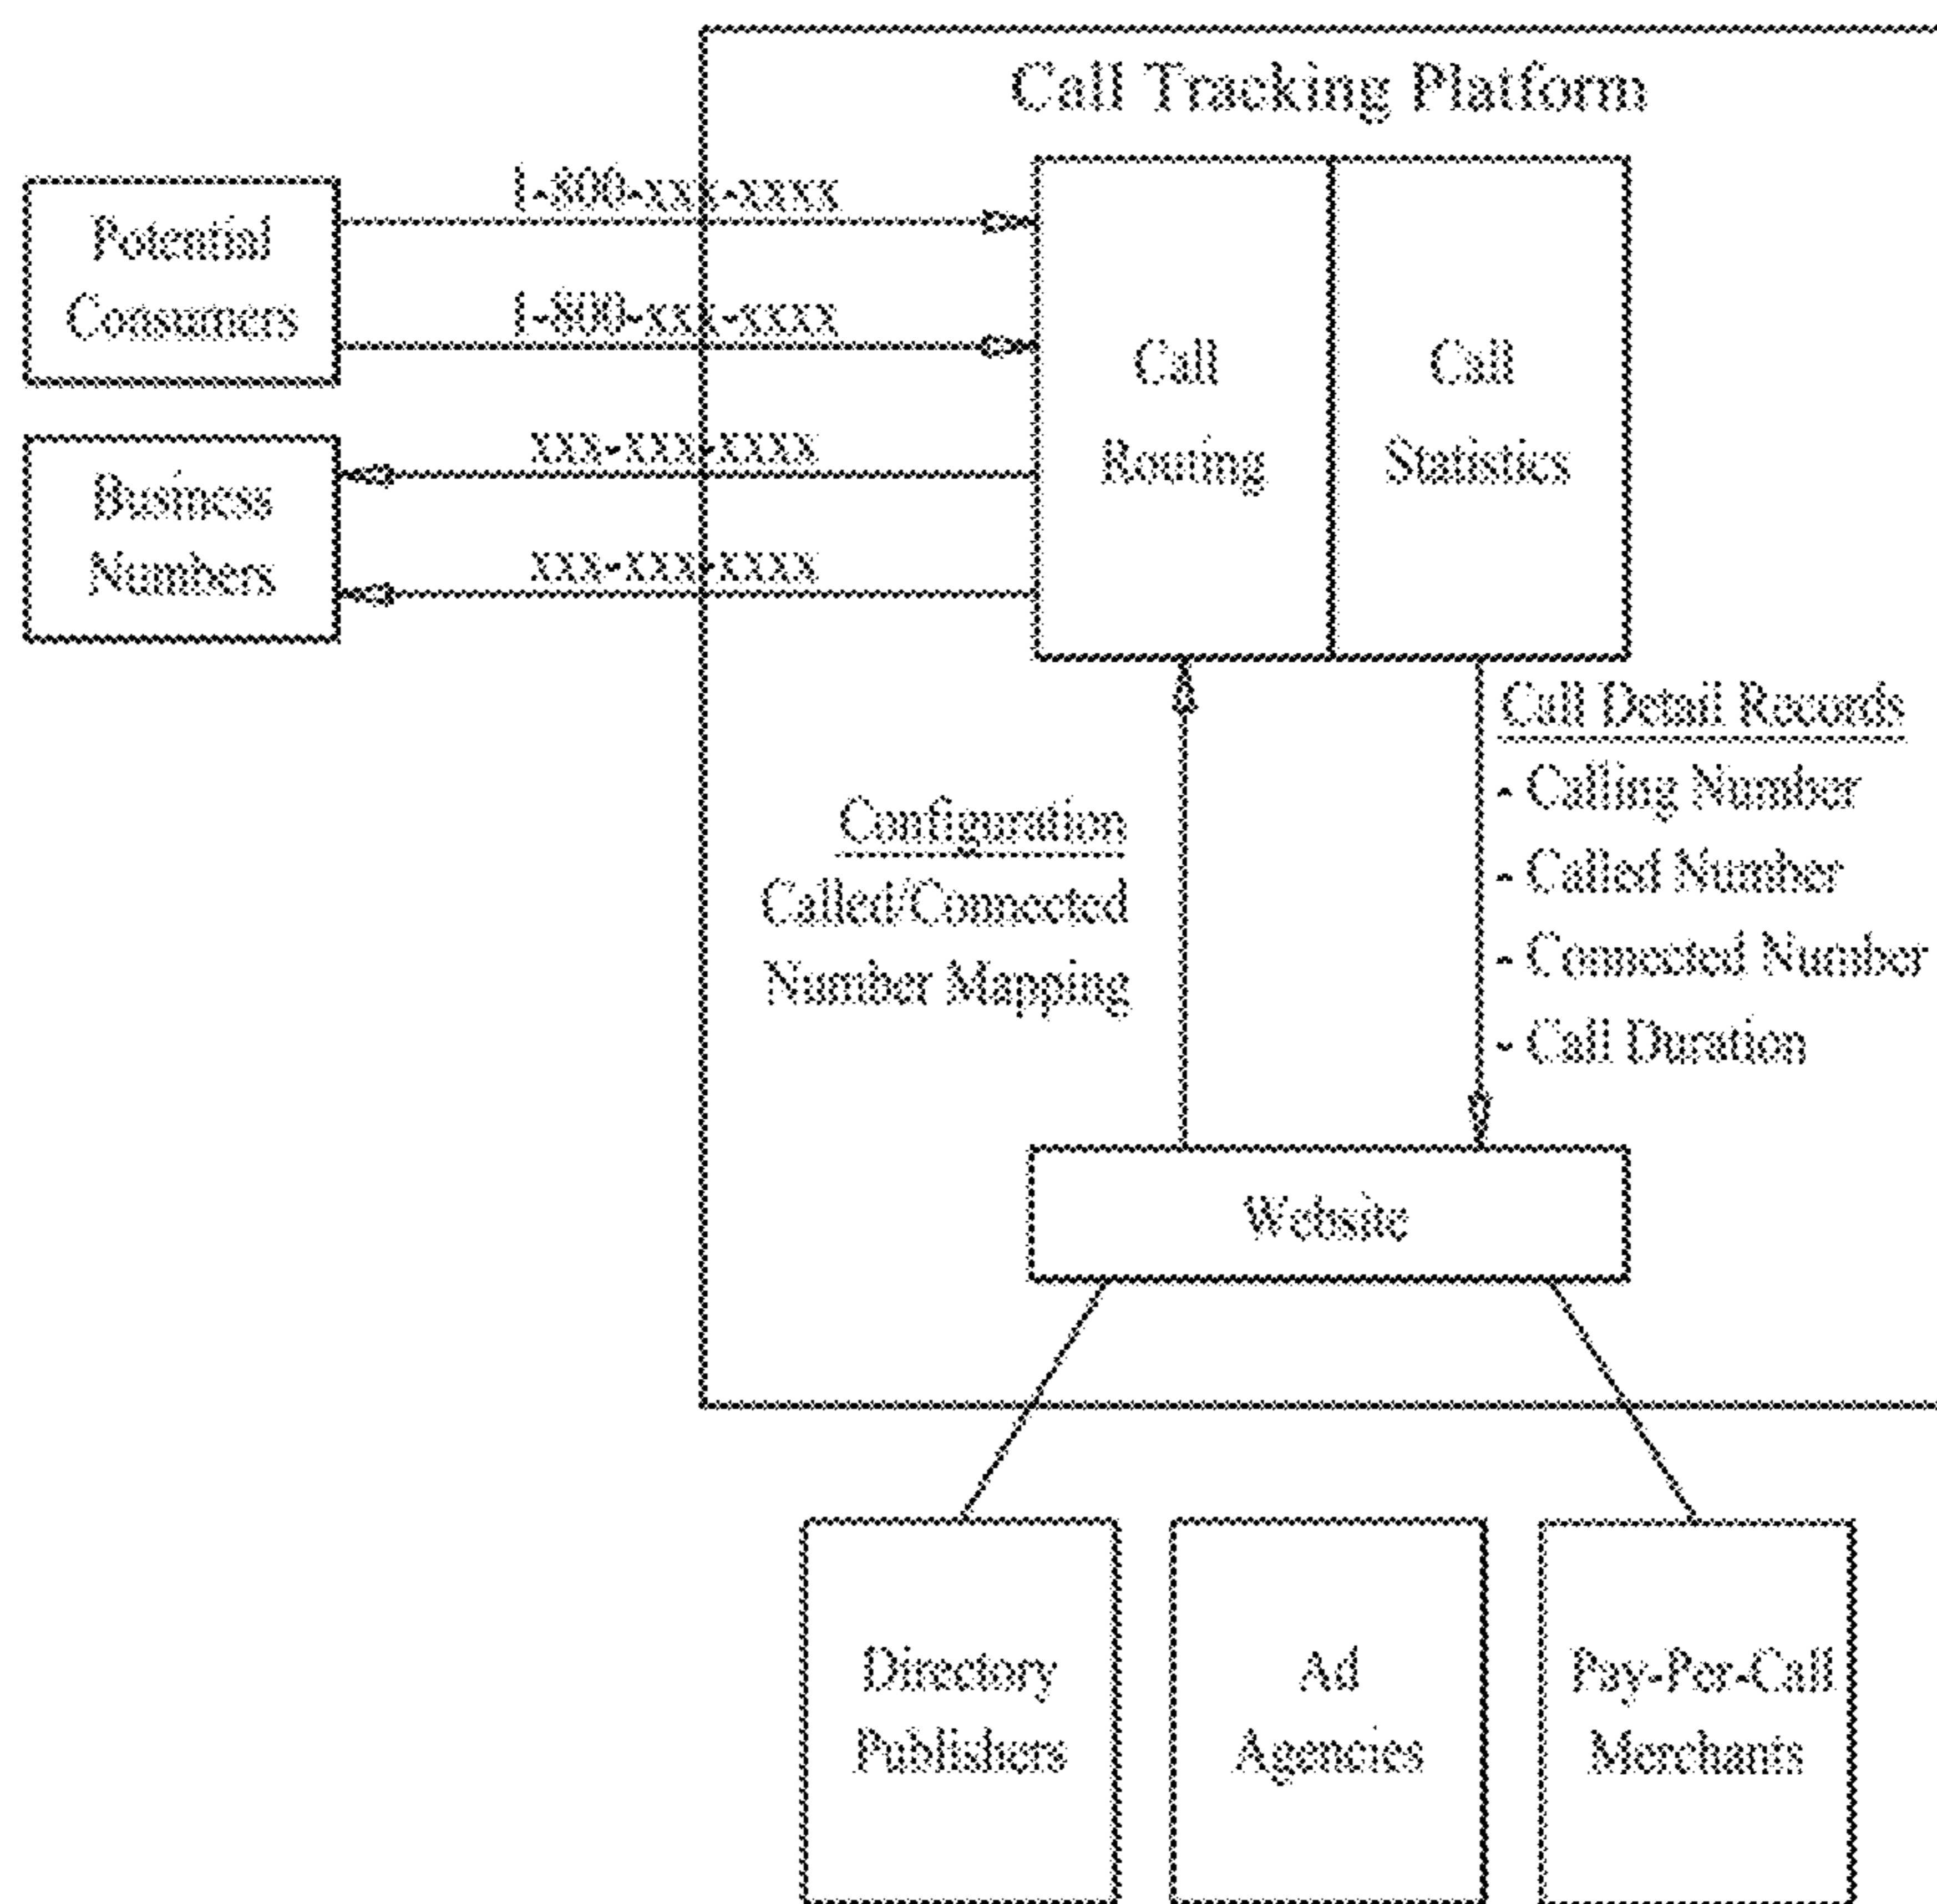 Call Tracking Platform
Potential
Consumers
1-800-xxx-xxxx
1-800-xxx-xxxx
Business
Numbers
xxx-xxx-xxxx
xxx-xxx-xxxx
Call
Routing
Call
Statistics
Configuration
Called/Connected
Number Mapping
Call Detail Records
- Calling Number
- Called Number
- Connected Number
- Call Duration
Website
Directory
Publishers
Ad
Agencies
Pay-Per-Call
Merchants